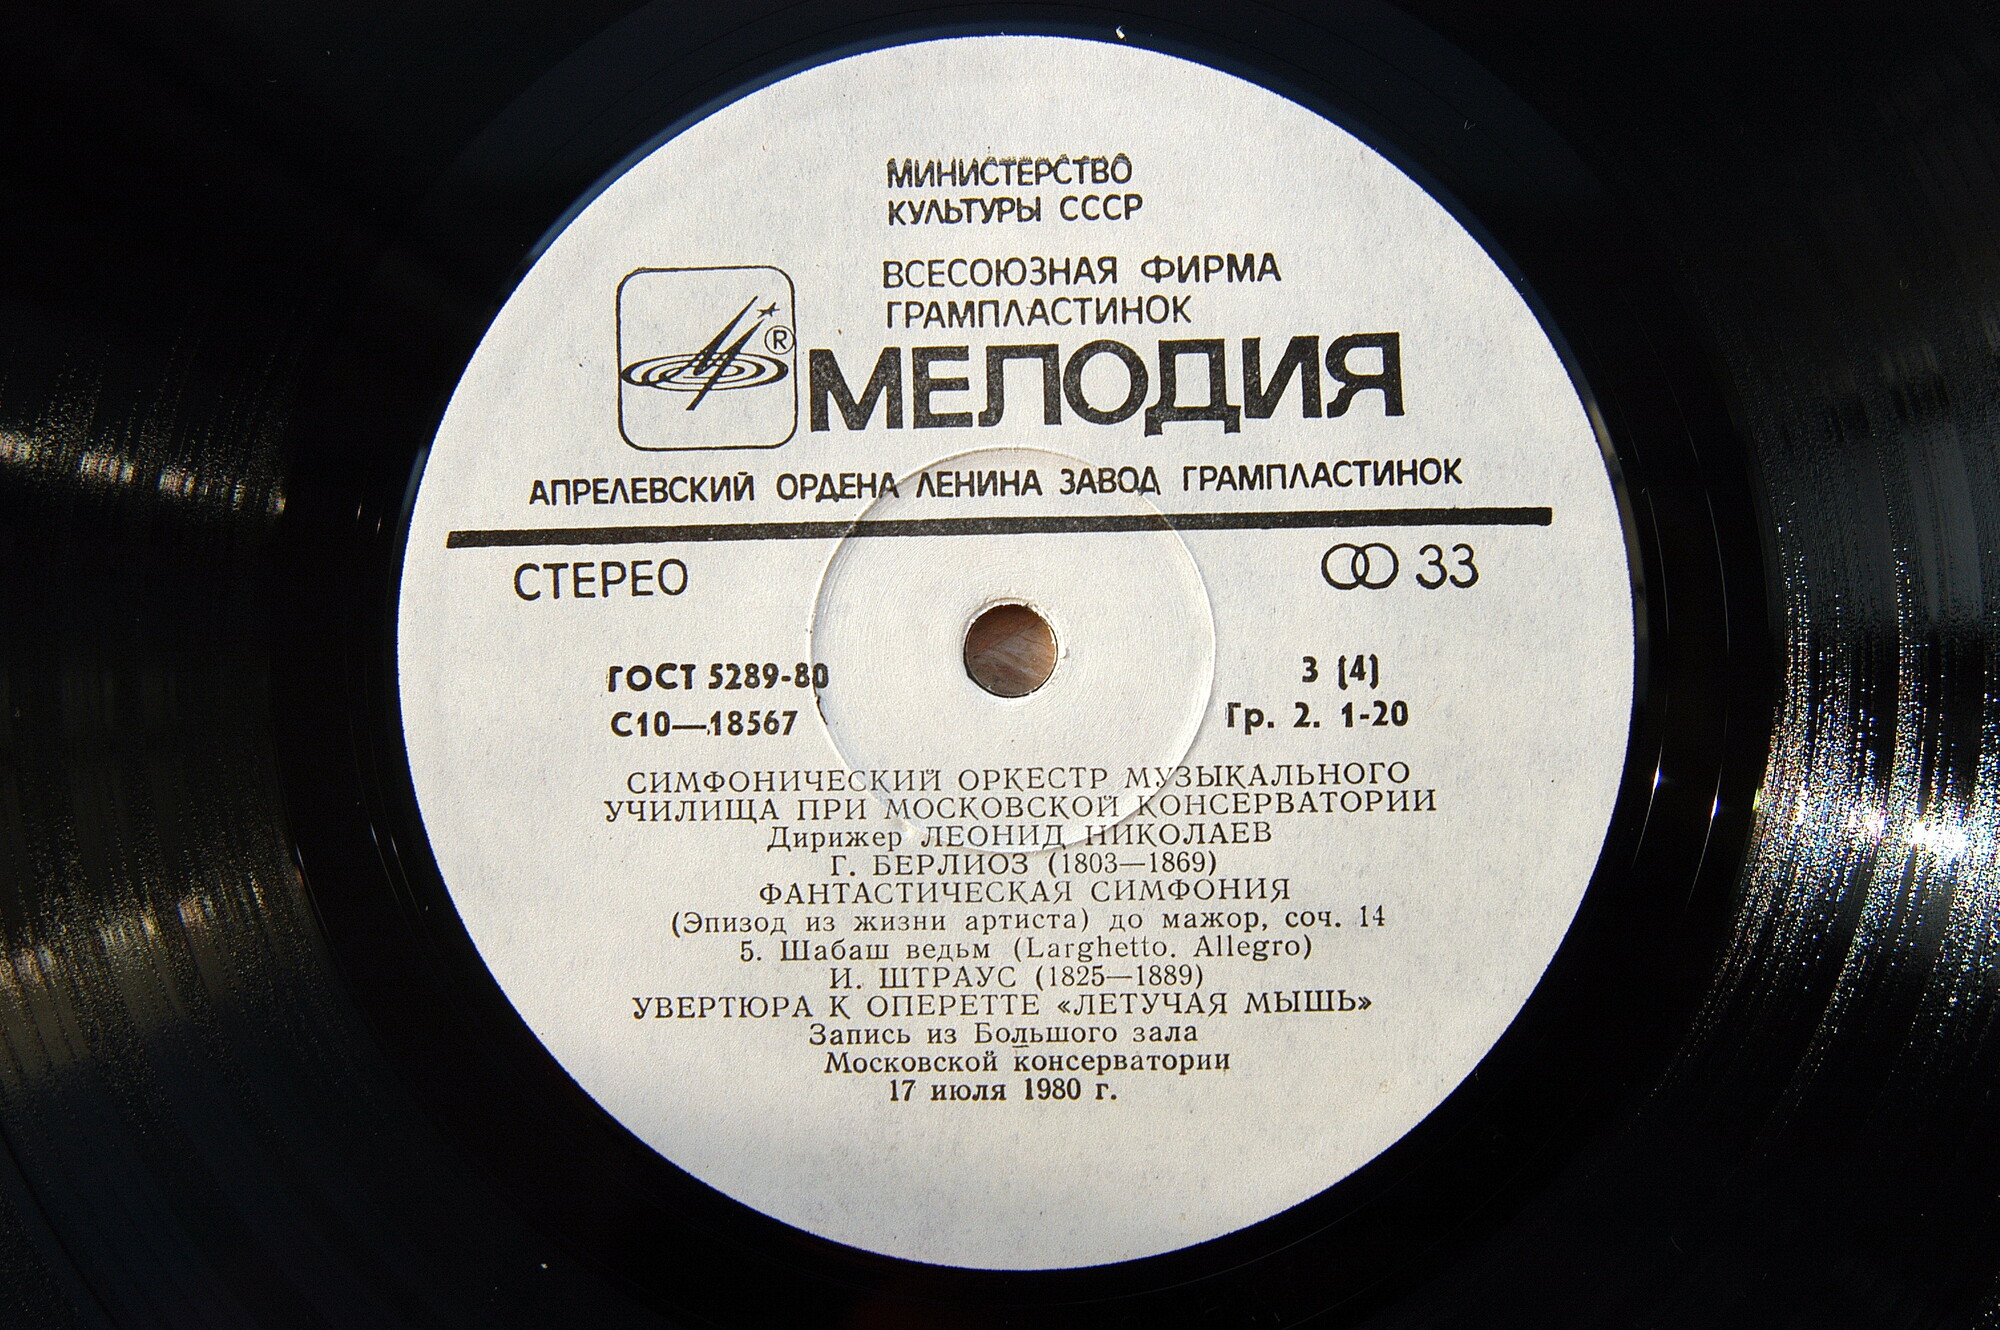 МИНИСТЕРСТВО
КУЛЬТУРЫ СССР
ВСЕСОЮЗНАЯ ФИРМА
ГРАМПЛАСТИНОК
®
МЕЛОДИЯ
АПРЕЛЕВСКИЙ ОРДЕНА ЛЕНИНА ЗАВОД ГРАМПЛАСТИНОК
СТЕРЕО 33
ГОСТ 5289-80 3 (4)
С10—18567 Гр. 2. 1-20
СИМФОНИЧЕСКИЙ ОРКЕСТР МУЗЫКАЛЬНОГО
УЧИЛИЩА ПРИ МОСКОВСКОЙ КОНСЕРВАТОРИИ
Дирижер ЛЕОНИД НИКОЛАЕВ
Г. БЕРЛИОЗ (1803—1869)
ФАНТАСТИЧЕСКАЯ СИМФОНИЯ
(Эпизод из жизни артиста) до мажор, соч. 14
5. Шабаш ведьм (Larghetto. Allegro)
И. ШТРАУС (1825—1889)
УВЕРТЮРА К ОПЕРЕТТЕ «ЛЕТУЧАЯ МЫШЬ»
Запись из Большого зала
Московской консерватории
17 июля 1980 г.